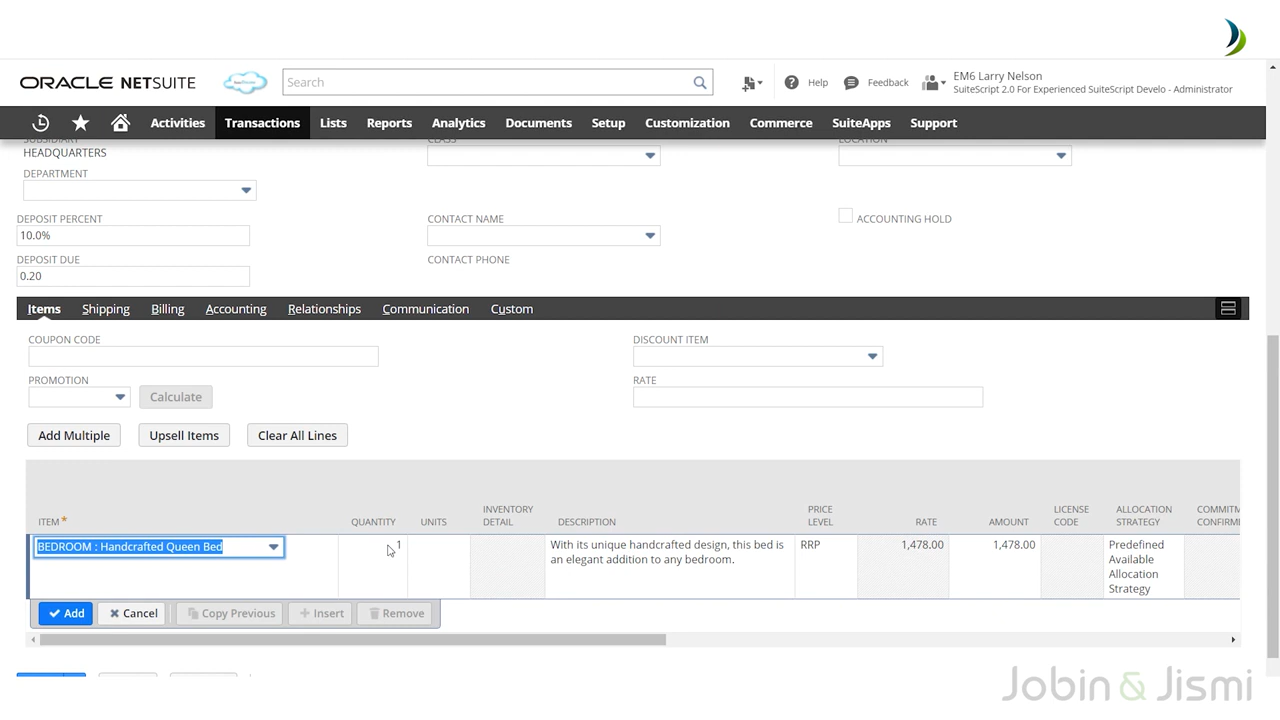 ORACLE NETSUITE
Search
Help
Feedback
EM6 Larry Nelson
SuiteScript 2.0 For Experienced SuiteScript Develo - Administrator
Activities
Transactions
Lists
Reports
Analytics
Documents
Setup
Customization
Commerce
SuiteApps
Support
SUBSIDIARY
CLASS
LOCATION
HEADQUARTERS
DEPARTMENT
DEPOSIT PERCENT
CONTACT NAME
ACCOUNTING HOLD
10.0%
DEPOSIT DUE
CONTACT PHONE
0.20
Items
Shipping
Billing
Accounting
Relationships
Communication
Custom
COUPON CODE
DISCOUNT ITEM
PROMOTION
RATE
Calculate
Add Multiple
Upsell Items
Clear All Lines
ITEM*
QUANTITY
UNITS
INVENTORY
DETAIL
DESCRIPTION
PRICE
LEVEL
RATE
AMOUNT
LICENSE
CODE
ALLOCATION
STRATEGY
COMMITM
CONFIRM
BEDROOM : Handcrafted Queen Bed
1
With its unique handcrafted design, this bed is
an elegant addition to any bedroom.
RRP
1,478.00
1,478.00
Predefined
Available
Allocation
Strategy
Add
Cancel
Copy Previous
Insert
Remove
Jobin & Jismi